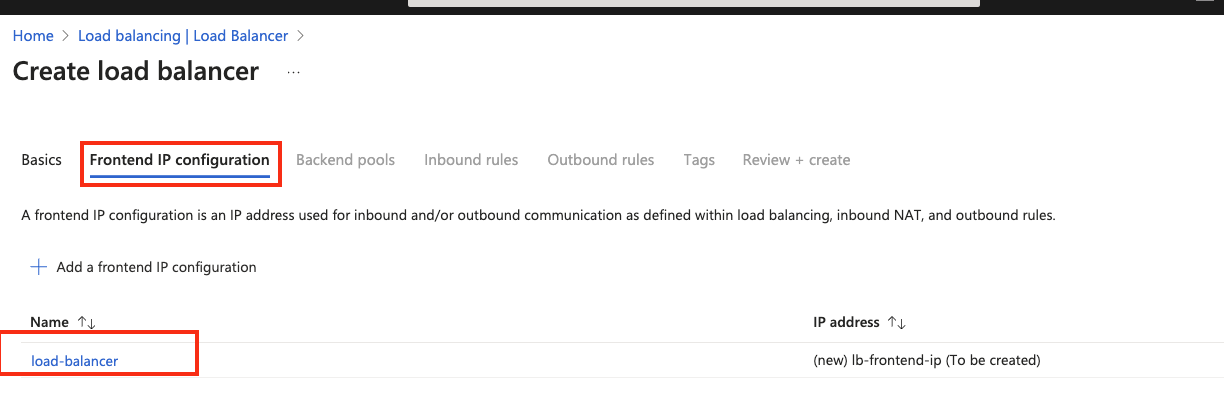 Home > Load balancing | Load Balancer >
Create load balancer ...
Basics Frontend IP configuration Backend pools Inbound rules Outbound rules Tags Review + create
A frontend IP configuration is an IP address used for inbound and/or outbound communication as defined within load balancing, inbound NAT, and outbound rules.
+ Add a frontend IP configuration
Name ↑↓ IP address ↑↓
load-balancer (new) lb-frontend-ip (To be created)